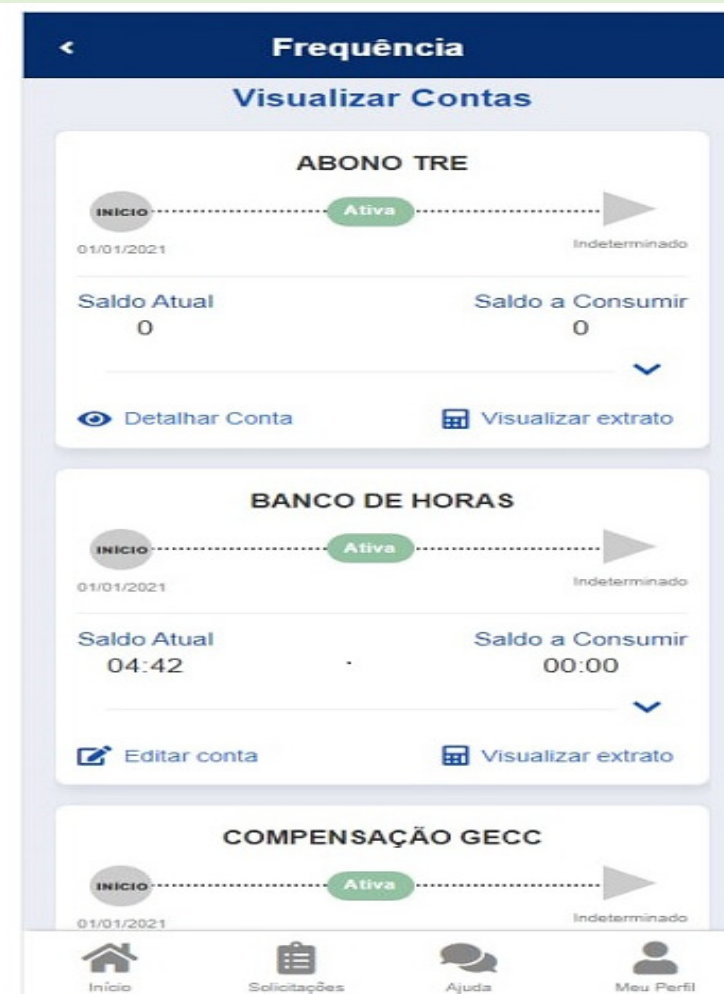 Frequência
Visualizar Contas
ABONO TRE
INÍCIO Ativa
01/01/2021 Indeterminado
Saldo Atual Saldo a Consumir
0 0
Detalhar Conta Visualizar extrato
BANCO DE HORAS
INÍCIO Ativa
01/01/2021 Indeterminado
Saldo Atual Saldo a Consumir
04:42 00:00
Editar conta Visualizar extrato
COMPENSAÇÃO GECC
INÍCIO Ativa
01/01/2021 Indeterminado
Início Solicitações Ajuda Meu Perfil